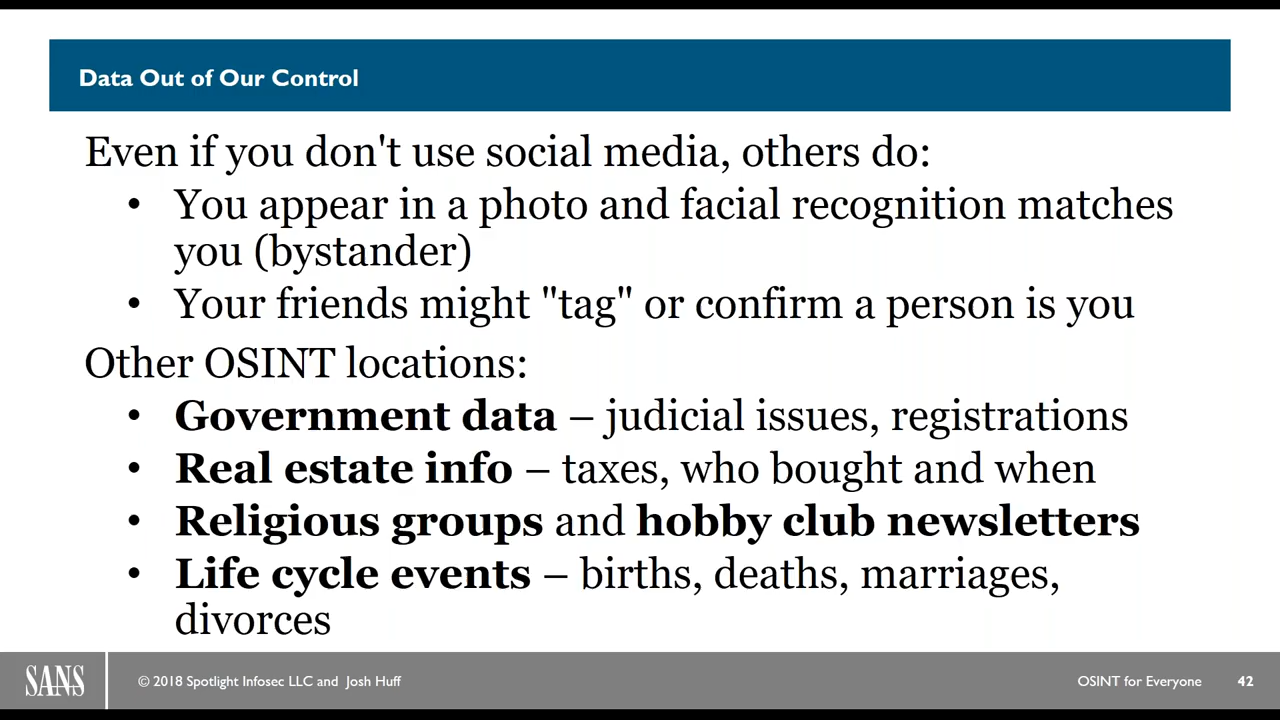 Data Out of Our Control
Even if you don't use social media, others do:
• You appear in a photo and facial recognition matches
you (bystander)
• Your friends might "tag" or confirm a person is you
Other OSINT locations:
• Government data – judicial issues, registrations
• Real estate info – taxes, who bought and when
• Religious groups and hobby club newsletters
• Life cycle events – births, deaths, marriages,
divorces
SANS
© 2018 Spotlight Infosec LLC and Josh Huff
OSINT for Everyone
42